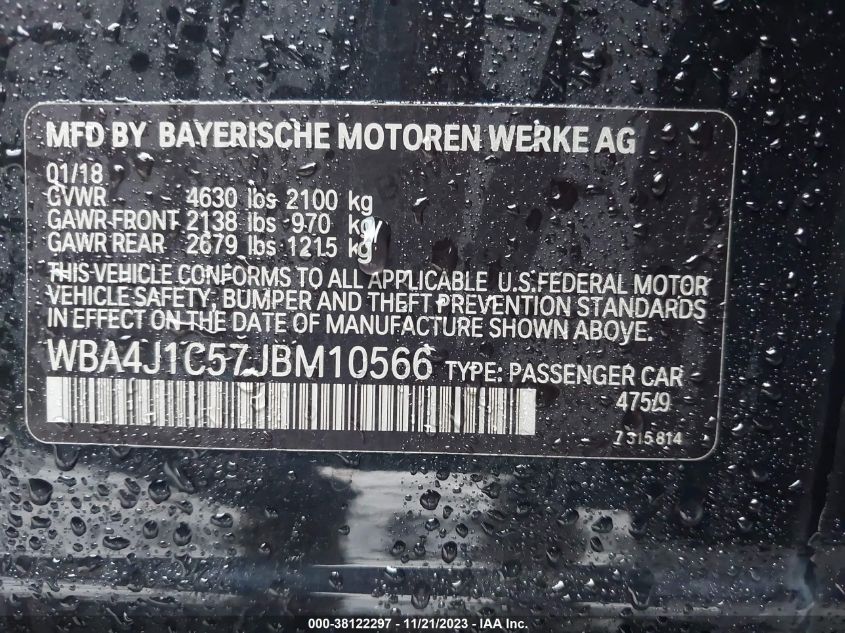 MFD BY BAYERISCHE MOTOREN WERKE AG
01/18
GVWR 4630 lbs 2100 kg
GAWR FRONT 2138 lbs 970 kg
GAWR REAR 2679 lbs 1215 kg
THIS VEHICLE CONFORMS TO ALL APPLICABLE U.S.FEDERAL MOTOR
VEHICLE SAFETY, BUMPER AND THEFT PREVENTION STANDARDS
IN EFFECT ON THE DATE OF MANUFACTURE SHOWN ABOVE.
WBA4J1C57JBM10566 TYPE: PASSENGER CAR
475/9
7 315 814
000-38122297 - 11/21/2023 - IAA Inc.